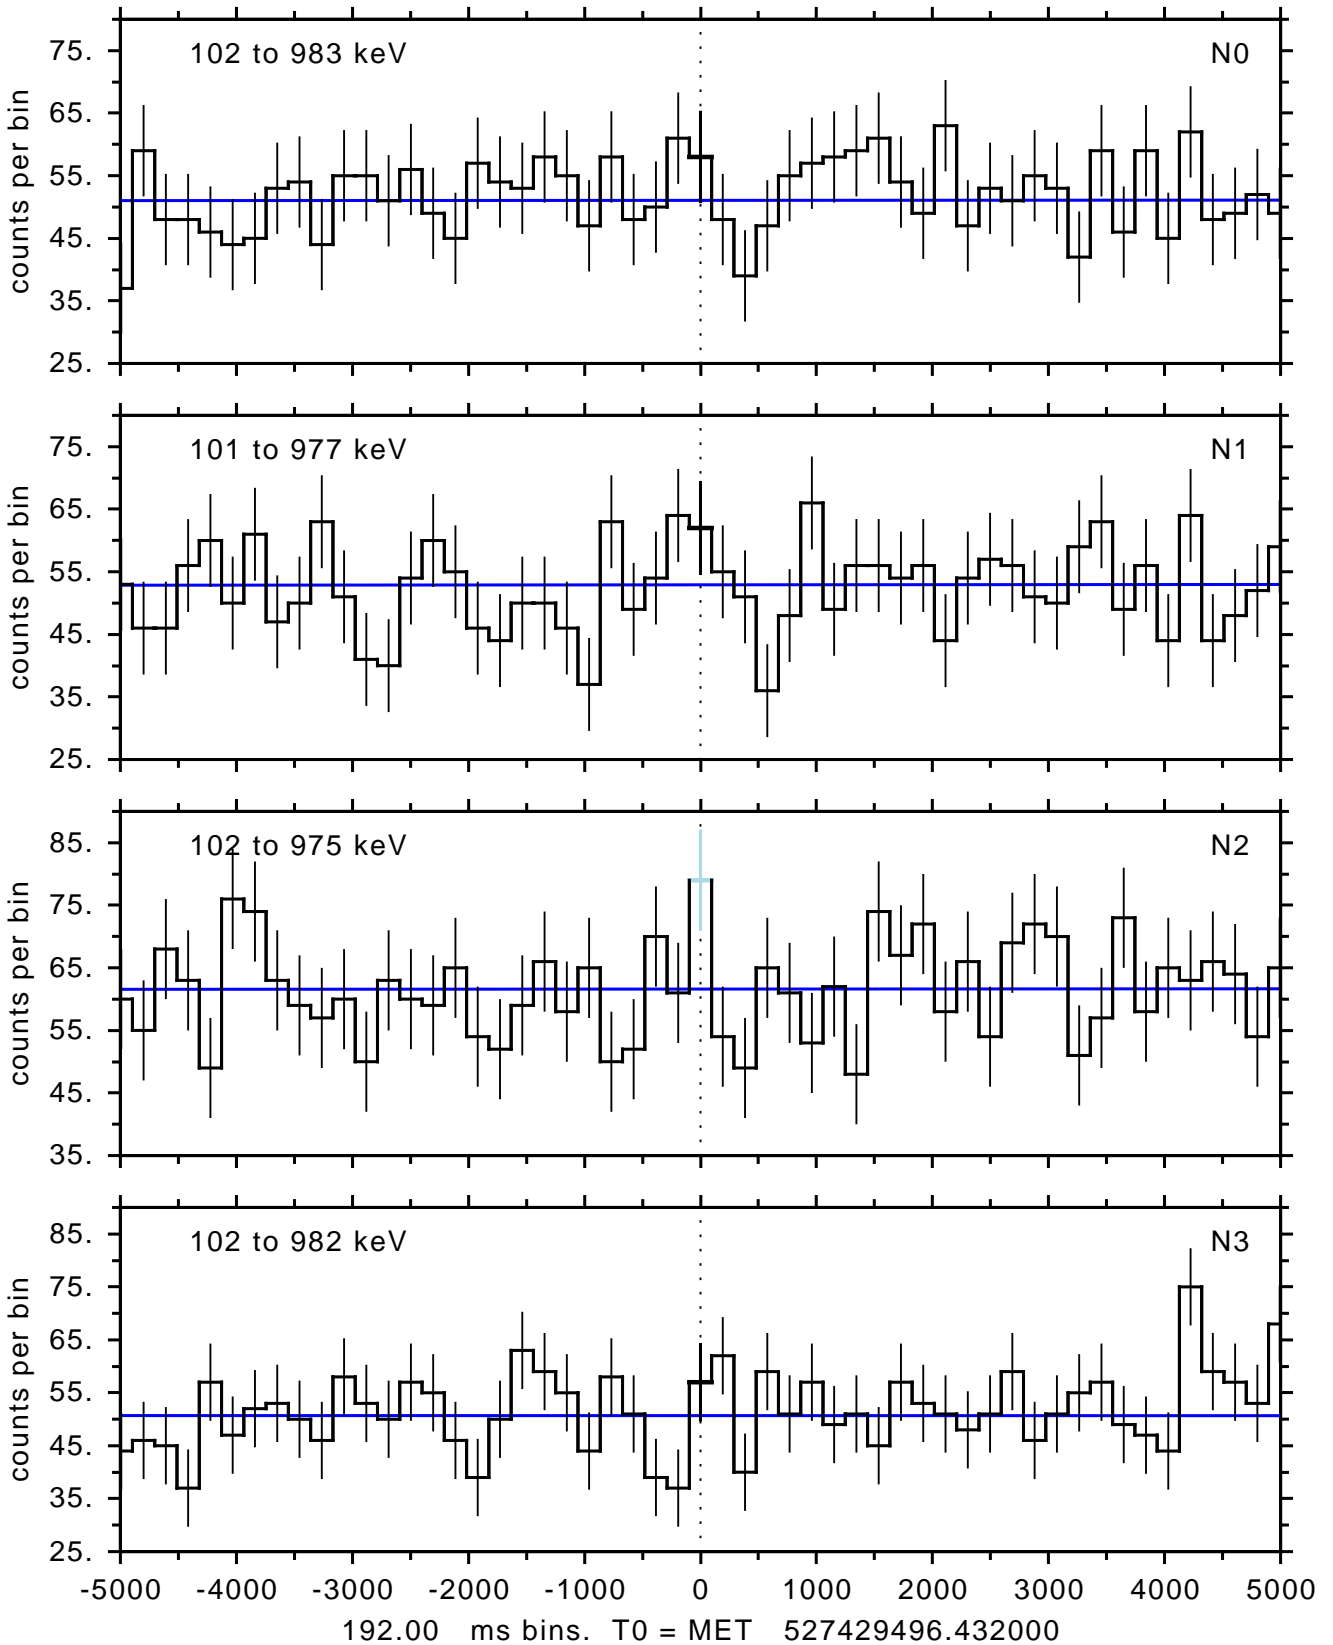 102 to 983 keV N0
75.
65.
55.
45.
35.
25.
counts per bin
101 to 977 keV N1
75.
65.
55.
45.
35.
25.
counts per bin
102 to 975 keV N2
85.
75.
65.
55.
45.
35.
counts per bin
102 to 982 keV N3
85.
75.
65.
55.
45.
35.
25.
counts per bin
-5000 -4000 -3000 -2000 -1000 0 1000 2000 3000 4000 5000
192.00 ms bins. T0 = MET 527429496.432000